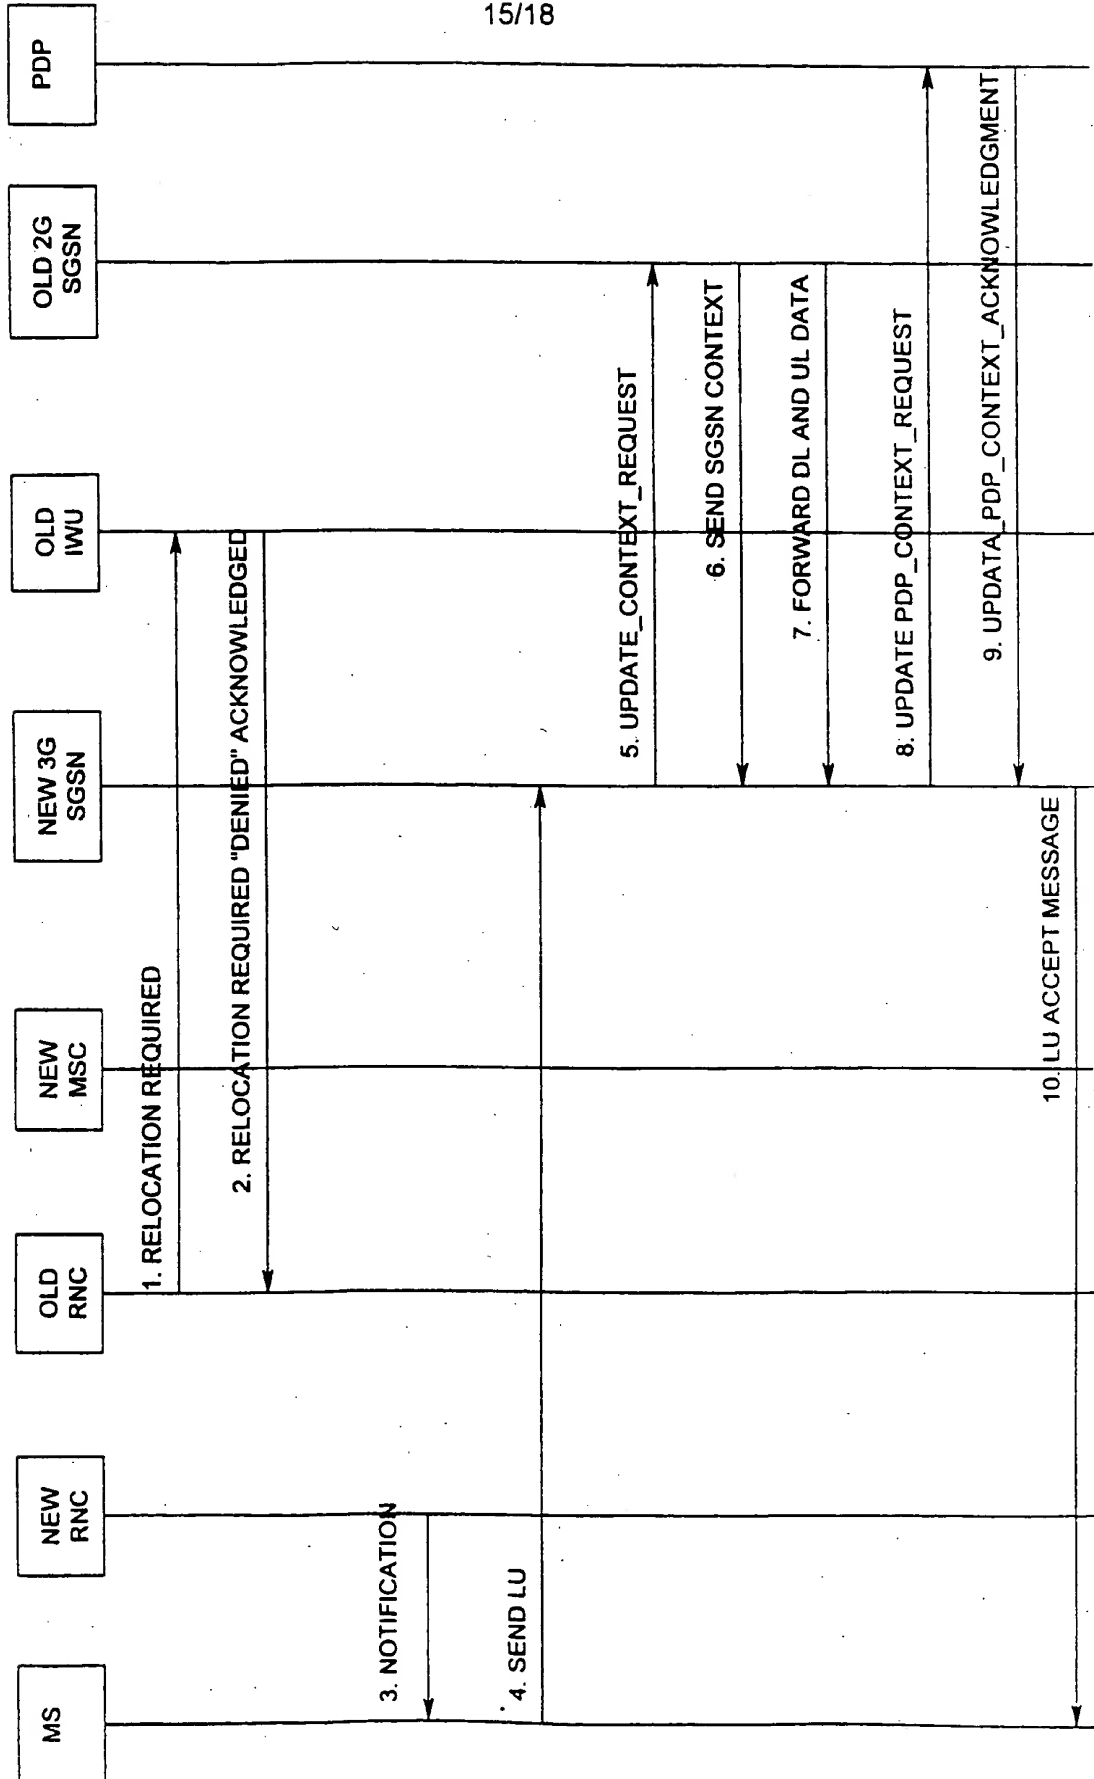 15/18
MS
NEW
RNC
OLD
RNC
NEW
MSC
NEW 3G
SGSN
OLD
IWU
OLD 2G
SGSN
PDP
1. RELOCATION REQUIRED
2. RELOCATION REQUIRED "DENIED" ACKNOWLEDGED
3. NOTIFICATION
4. SEND LU
5. UPDATE_CONTEXT_REQUEST
6. SEND SGSN CONTEXT
7. FORWARD DL AND UL DATA
8. UPDATE PDP_CONTEXT_REQUEST
9. UPDATA_PDP_CONTEXT_ACKNOWLEDGMENT
10. LU ACCEPT MESSAGE